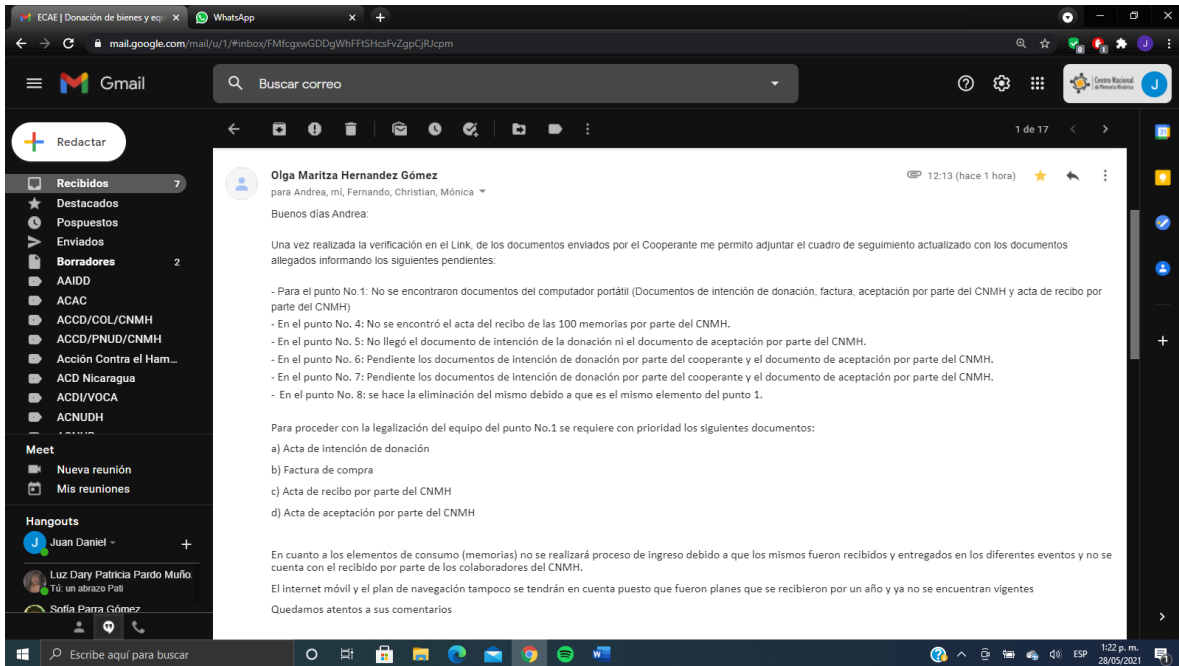 ECAE | Donación de bienes y equ
WhatsApp
mail.google.com/mail/u/1/#inbox/FMfcgxwGDDgWhFFtSHcsFvZgpCjRJcpm
Gmail
Buscar correo
Centro Nacional
de Memoria Histórica
J
Redactar
1 de 17
Recibidos 7
Destacados
Pospuestos
Enviados
Borradores 2
AAIDD
ACAC
ACCD/COL/CNMH
ACCD/PNUD/CNMH
Acción Contra el Ham...
ACD Nicaragua
ACDI/VOCA
ACNUDH
Meet
Nueva reunión
Mis reuniones
Hangouts
J Juan Daniel
Luz Dary Patricia Pardo Muño
Tú: un abrazo Pati
Sofía Parra Gómez
Olga Maritza Hernandez Gómez
12:13 (hace 1 hora)
para Andrea, mí, Fernando, Christian, Mónica
Buenos días Andrea:
Una vez realizada la verificación en el Link, de los documentos enviados por el Cooperante me permito adjuntar el cuadro de seguimiento actualizado con los documentos
allegados informando los siguientes pendientes:
- Para el punto No.1: No se encontraron documentos del computador portátil (Documentos de intención de donación, factura, aceptación por parte del CNMH y acta de recibo por
parte del CNMH)
- En el punto No. 4: No se encontró el acta del recibo de las 100 memorias por parte del CNMH.
- En el punto No. 5: No llegó el documento de intención de la donación ni el documento de aceptación por parte del CNMH.
- En el punto No. 6: Pendiente los documentos de intención de donación por parte del cooperante y el documento de aceptación por parte del CNMH.
- En el punto No. 7: Pendiente los documentos de intención de donación por parte del cooperante y el documento de aceptación por parte del CNMH.
- En el punto No. 8: se hace la eliminación del mismo debido a que es el mismo elemento del punto 1.
Para proceder con la legalización del equipo del punto No.1 se requiere con prioridad los siguientes documentos:
a) Acta de intención de donación
b) Factura de compra
c) Acta de recibo por parte del CNMH
d) Acta de aceptación por parte del CNMH
En cuanto a los elementos de consumo (memorias) no se realizará proceso de ingreso debido a que los mismos fueron recibidos y entregados en los diferentes eventos y no se
cuenta con el recibido por parte de los colaboradores del CNMH.
El internet móvil y el plan de navegación tampoco se tendrán en cuenta puesto que fueron planes que se recibieron por un año y ya no se encuentran vigentes
Quedamos atentos a sus comentarios
Escribe aquí para buscar
ESP
1:22 p. m.
28/05/2021